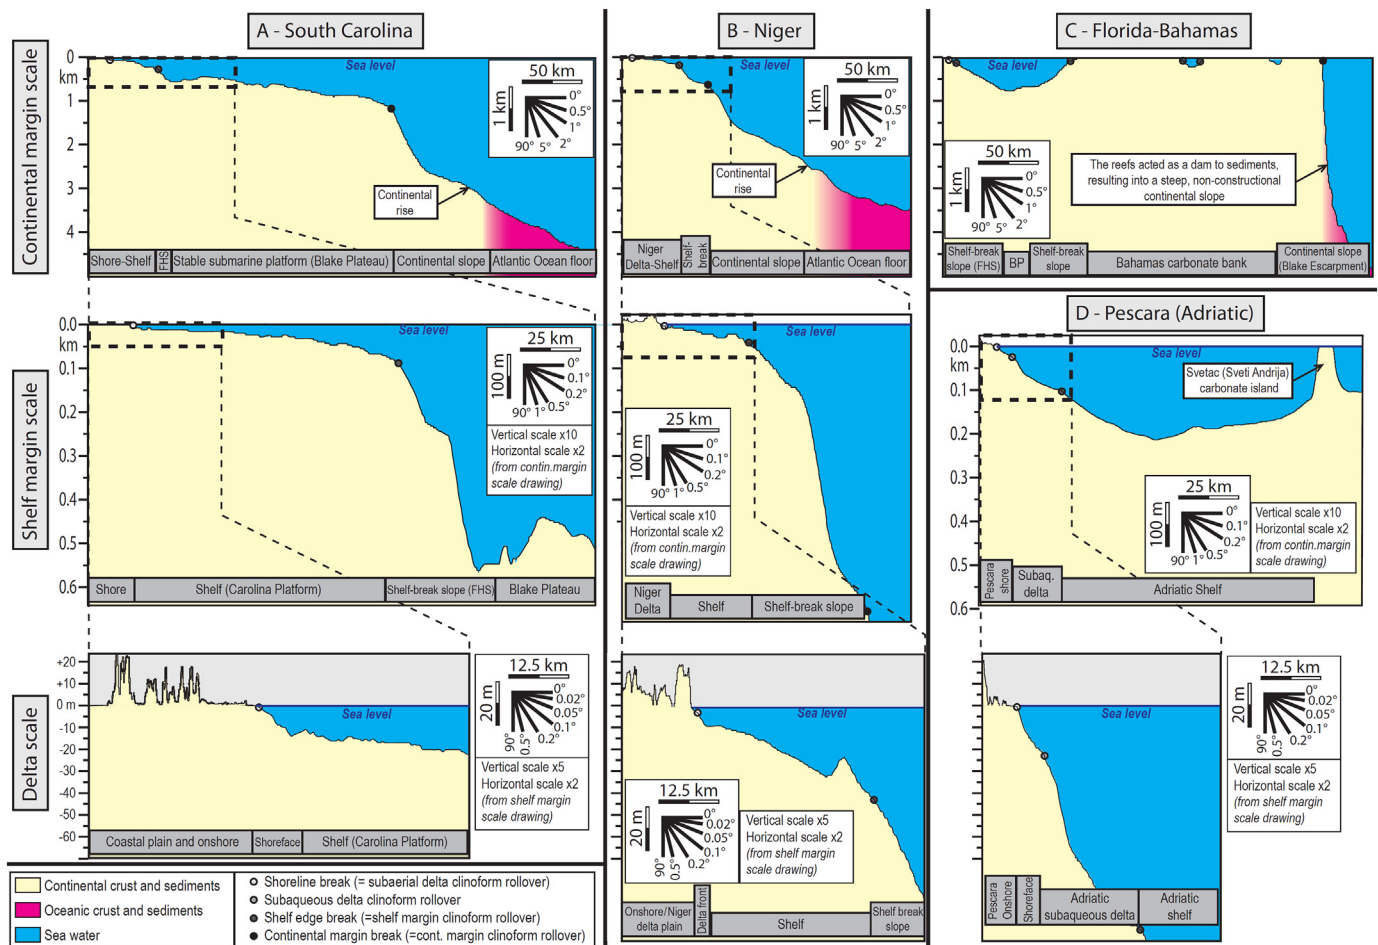 A - South Carolina
B - Niger
C - Florida-Bahamas
Continental margin scale
0
km
1
2
3
4
Sea level
50 km
1 km
0°
0.5°
1°
2°
5°
90°
Continental
rise
Shore-Shelf
FHS
Stable submarine platform (Blake Plateau)
Continental slope
Atlantic Ocean floor
Sea level
50 km
1 km
0°
0.5°
1°
2°
5°
90°
Continental
rise
Niger
Delta-Shelf
Shelf-
break
Continental slope
Atlantic Ocean floor
Sea level
50 km
1 km
0°
0.5°
1°
2°
5°
90°
The reefs acted as a dam to sediments,
resulting into a steep, non-constructional
continental slope
Shelf-break
slope (FHS)
BP
Shelf-break
slope
Bahamas carbonate bank
Continental slope
(Blake Escarpment)
Shelf margin scale
0.0
km
0.1
0.2
0.3
0.4
0.5
0.6
Sea level
25 km
100 m
0°
0.1°
0.2°
0.5°
1°
90°
Vertical scale x10
Horizontal scale x2
(from contin.margin
scale drawing)
Shore
Shelf (Carolina Platform)
Shelf-break slope (FHS)
Blake Plateau
Sea level
25 km
100 m
0°
0.1°
0.2°
0.5°
1°
90°
Vertical scale x10
Horizontal scale x2
(from contin.margin
scale drawing)
Niger
Delta
Shelf
Shelf-break slope
D - Pescara (Adriatic)
0.0
km
0.1
0.2
0.3
0.4
0.5
0.6
Sea level
Svetac (Sveti Andrija)
carbonate island
25 km
100 m
0°
0.1°
0.2°
0.5°
1°
90°
Vertical scale x10
Horizontal scale x2
(from contin.margin
scale drawing)
Pescara
shore
Subaq.
delta
Adriatic Shelf
Delta scale
+20
+10
0 m
-10
-20
-30
-40
-50
-60
Sea level
12.5 km
20 m
0°
0.02°
0.05°
0.1°
0.2°
0.5°
90°
Vertical scale x5
Horizontal scale x2
(from shelf margin
scale drawing)
Coastal plain and onshore
Shoreface
Shelf (Carolina Platform)
Sea level
12.5 km
20 m
0°
0.02°
0.05°
0.1°
0.2°
0.5°
90°
Vertical scale x5
Horizontal scale x2
(from shelf margin
scale drawing)
Onshore/Niger
delta plain
Delta front
Shelf
Shelf break
slope
Sea level
12.5 km
20 m
0°
0.02°
0.05°
0.1°
0.2°
0.5°
90°
Vertical scale x5
Horizontal scale x2
(from shelf margin
scale drawing)
Pescara
Onshore
Shoreface
Adriatic
subaqueous delta
Adriatic
shelf
Continental crust and sediments
Oceanic crust and sediments
Sea water
Shoreline break (= subaerial delta clinoform rollover)
Subaqueous delta clinoform rollover
Shelf edge break (=shelf margin clinoform rollover)
Continental margin break (=cont. margin clinoform rollover)